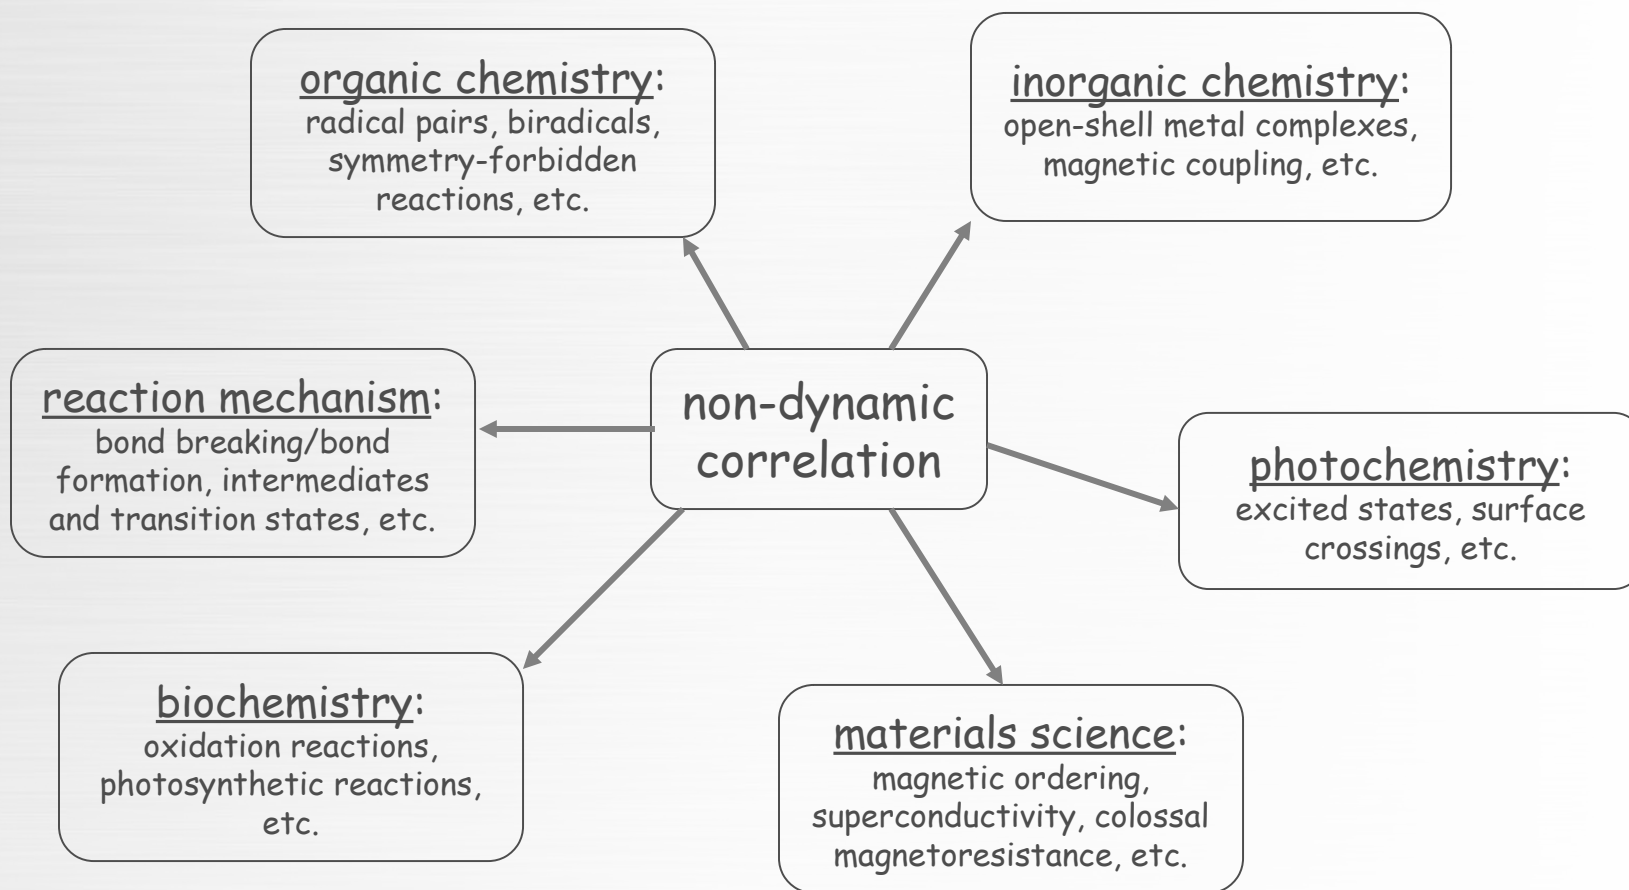 organic chemistry:
radical pairs, biradicals,
symmetry-forbidden
reactions, etc.
inorganic chemistry:
open-shell metal complexes,
magnetic coupling, etc.
reaction mechanism:
bond breaking/bond
formation, intermediates
and transition states, etc.
non-dynamic
correlation
photochemistry:
excited states, surface
crossings, etc.
biochemistry:
oxidation reactions,
photosynthetic reactions,
etc.
materials science:
magnetic ordering,
superconductivity, colossal
magnetoresistance, etc.